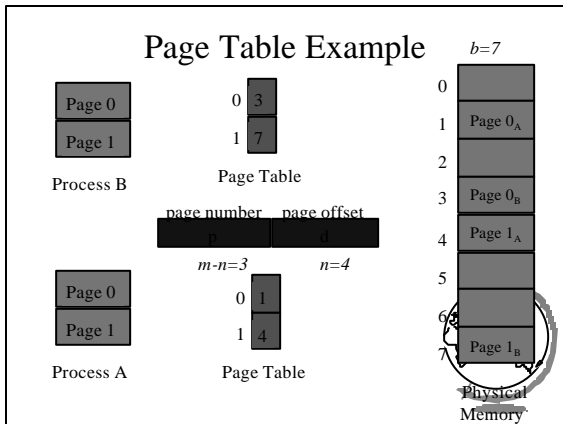 Page Table Example
b=7
Page 0
Page 1
Process B
0 3
1 7
Page Table
page number page offset
p d
m-n=3 n=4
Page 0
Page 1
Process A
0 1
1 4
Page Table
0
1 Page 0A
2
3 Page 0B
4 Page 1A
5
6
7 Page 1B
Physical
Memory